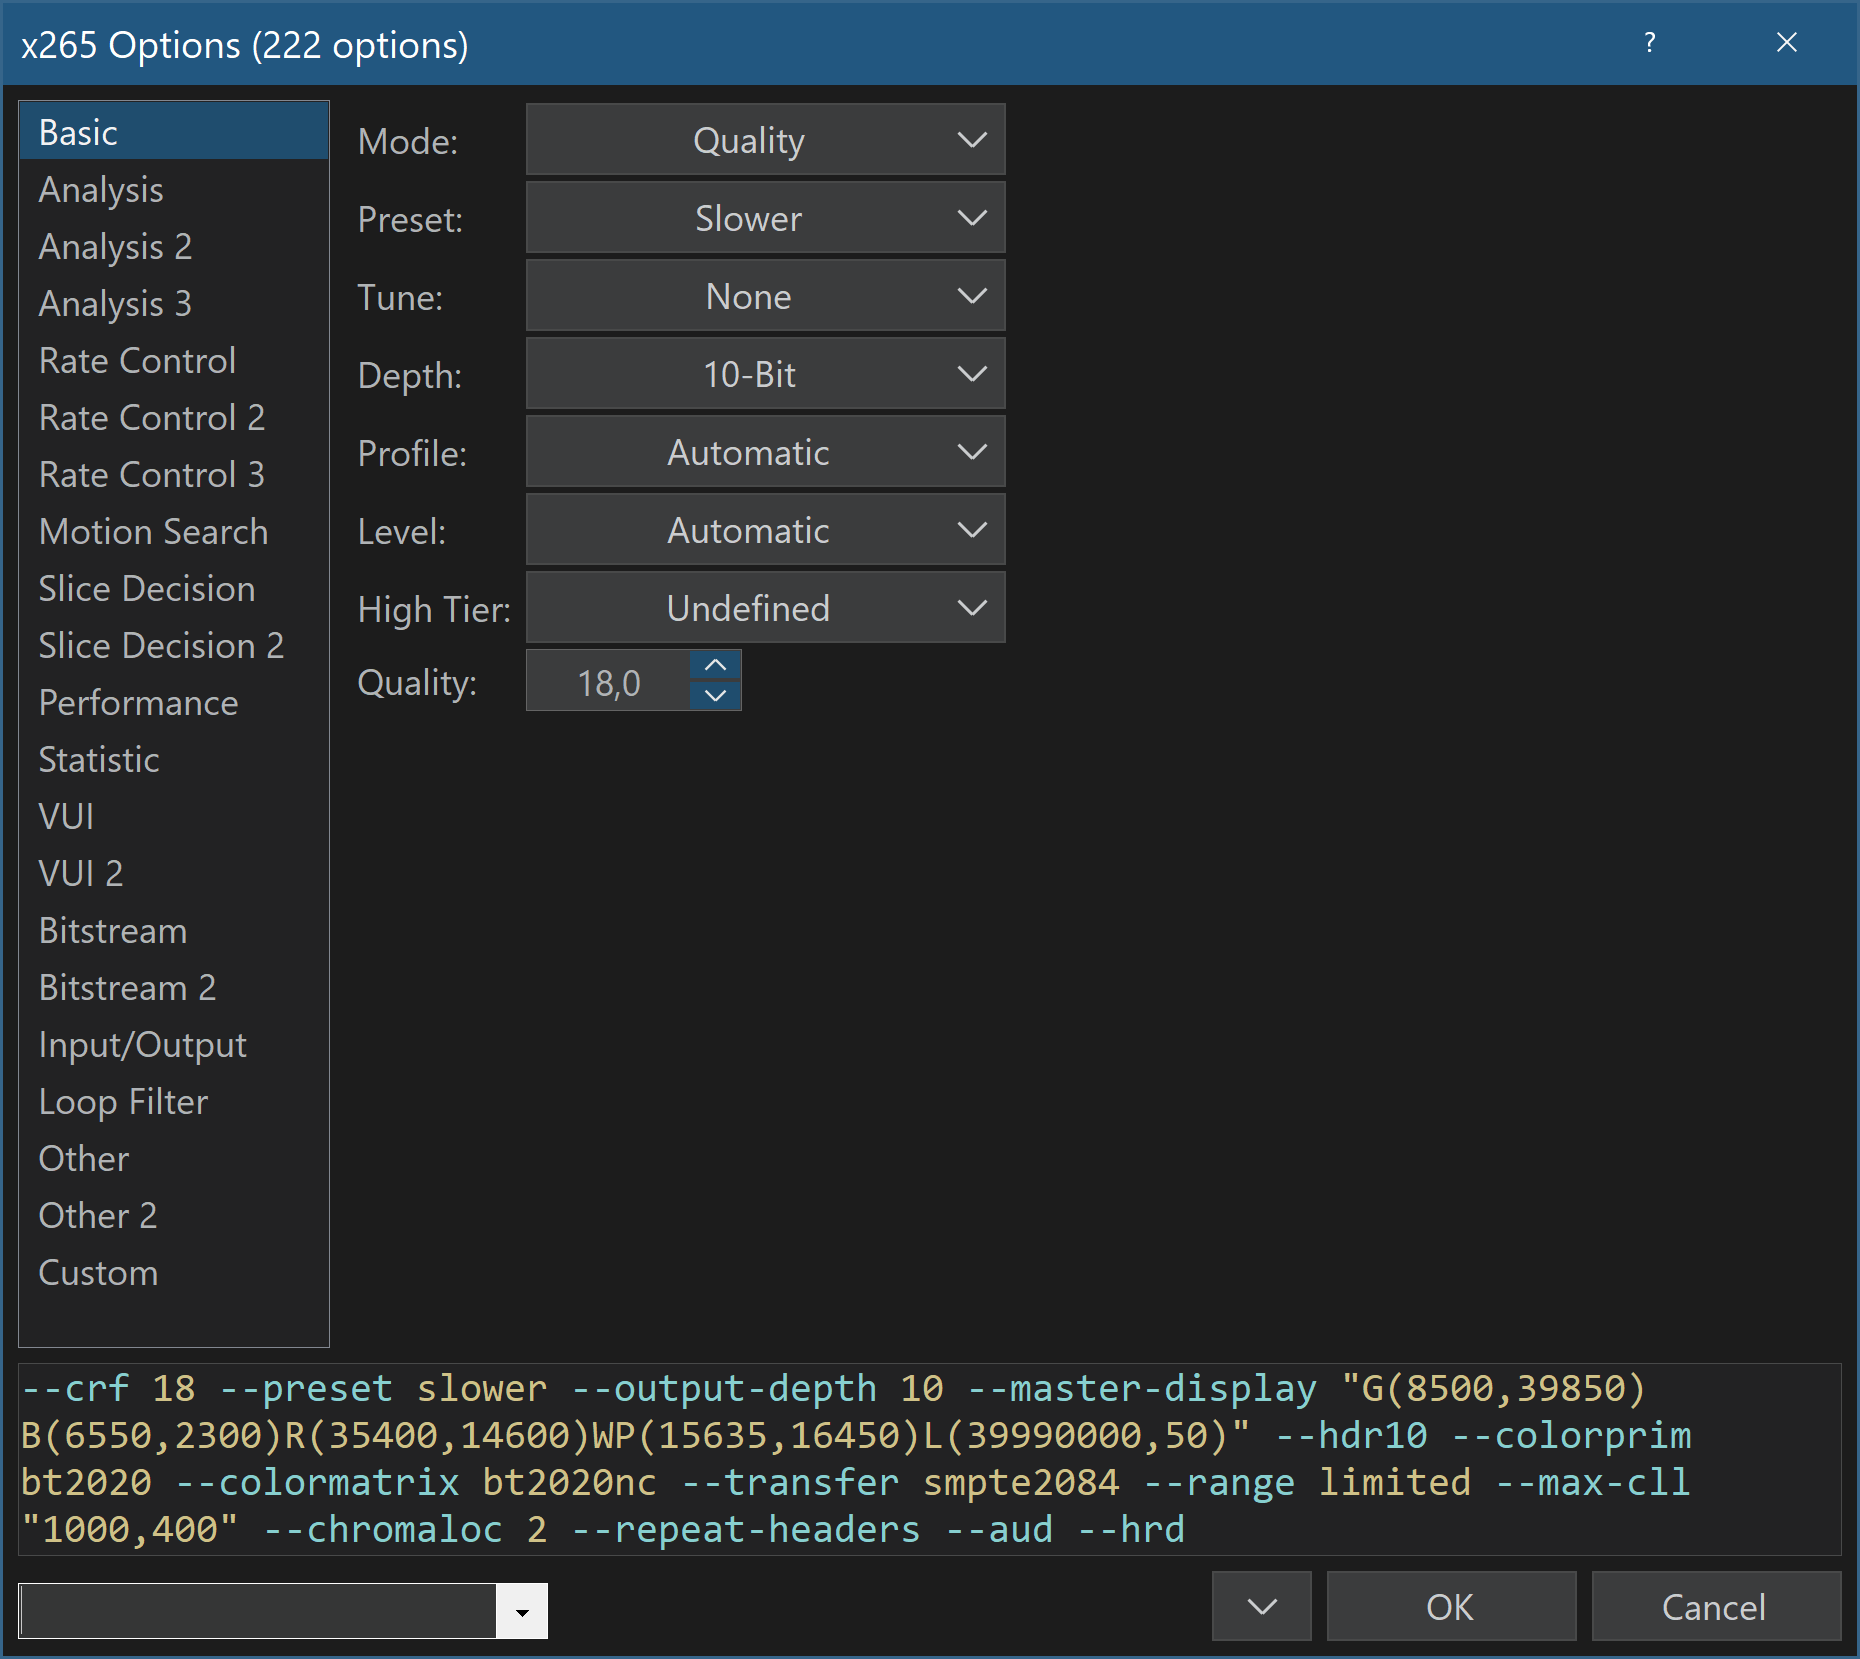 x265 Options (222 options)
?
Basic
Analysis
Analysis 2
Analysis 3
Rate Control
Rate Control 2
Rate Control 3
Motion Search
Slice Decision
Slice Decision 2
Performance
Statistic
VUI
VUI 2
Bitstream
Bitstream 2
Input/Output
Loop Filter
Other
Other 2
Custom
Mode: Quality
Preset: Slower
Tune: None
Depth: 10-Bit
Profile: Automatic
Level: Automatic
High Tier: Undefined
Quality: 18,0
--crf 18 --preset slower --output-depth 10 --master-display "G(8500,39850)
B(6550,2300)R(35400,14600)WP(15635,16450)L(39990000,50)" --hdr10 --colorprim
bt2020 --colormatrix bt2020nc --transfer smpte2084 --range limited --max-cll
"1000,400" --chromaloc 2 --repeat-headers --aud --hrd
OK
Cancel